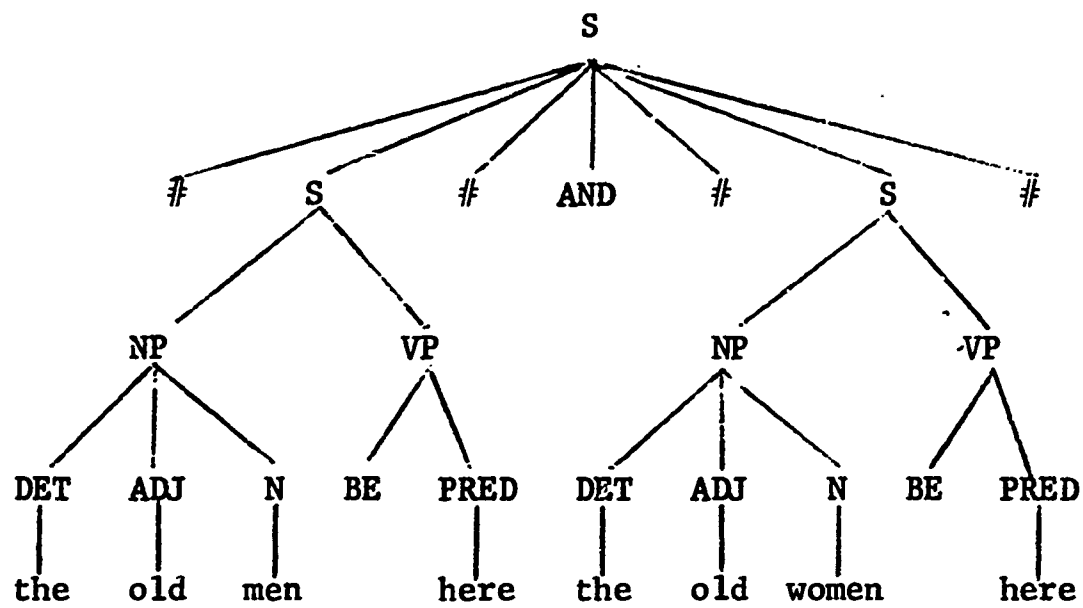 S
# S # AND # S #
NP VP NP VP
DET ADJ N BE PRED DET ADJ N BE PRED
the old men here the old women here